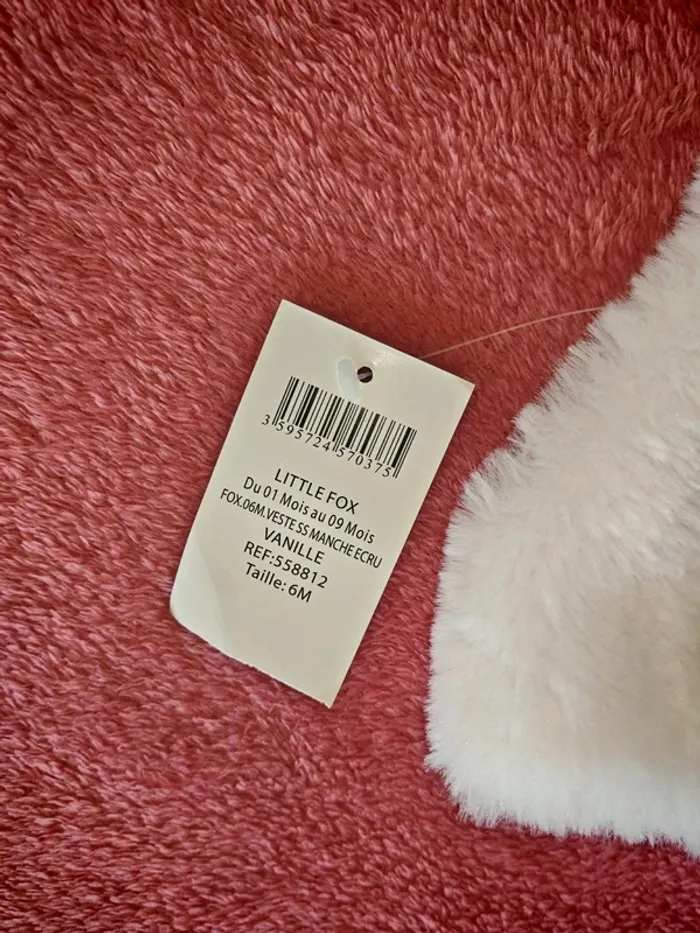 3 595724 570375
LITTLE FOX
Du 01 Mois au 09 Mois
FOX.06M.VESTE SS MANCHE ECRU
VANILLE
REF:558812
Taille: 6M